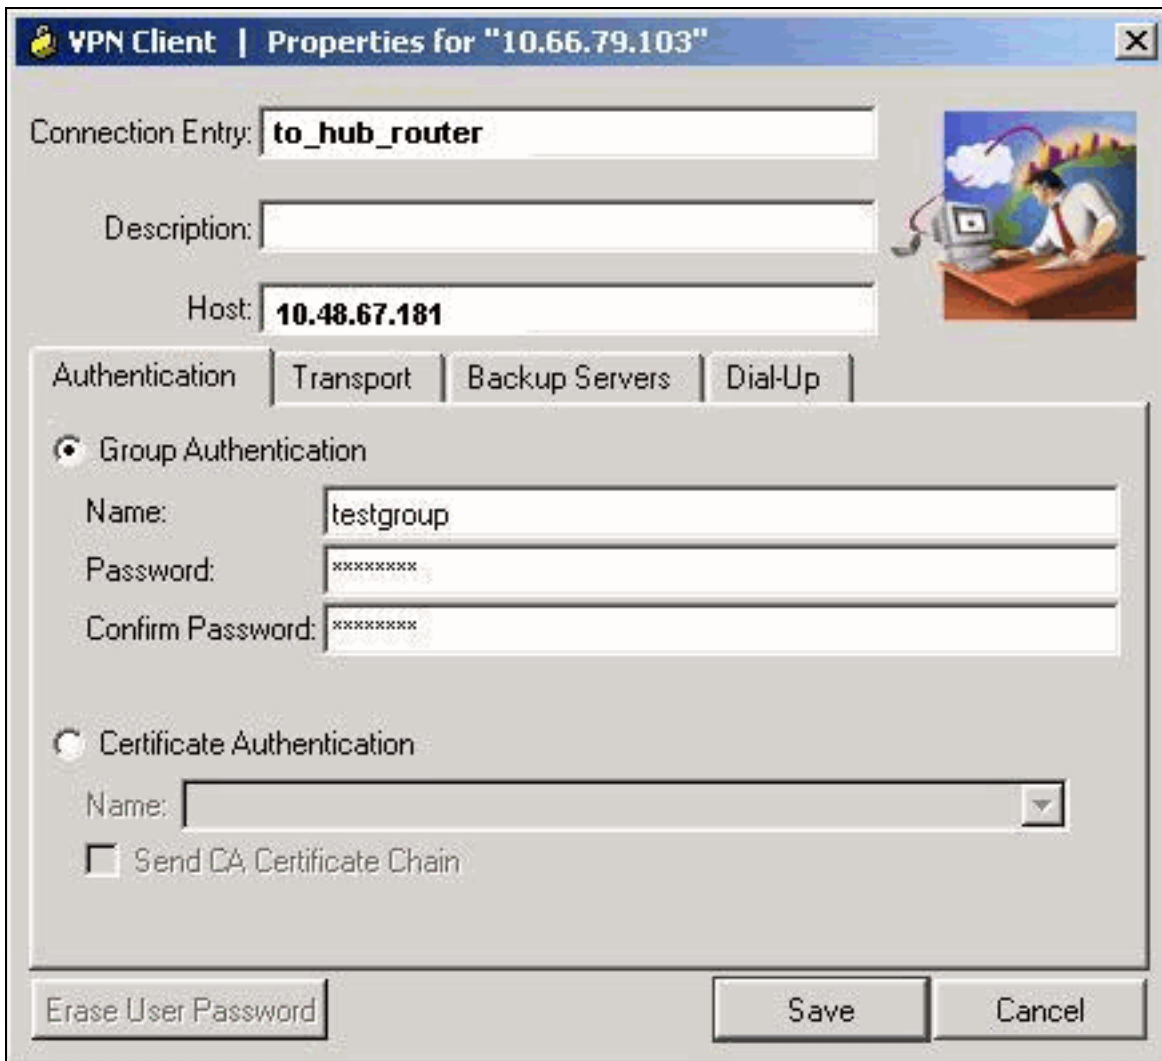 VPN Client | Properties for "10.66.79.103"
Connection Entry: to_hub_router
Description:
Host: 10.48.67.181
Authentication Transport Backup Servers Dial-Up
Group Authentication
Name: testgroup
Password: ********
Confirm Password: ********
Certificate Authentication
Name:
Send CA Certificate Chain
Erase User Password Save Cancel